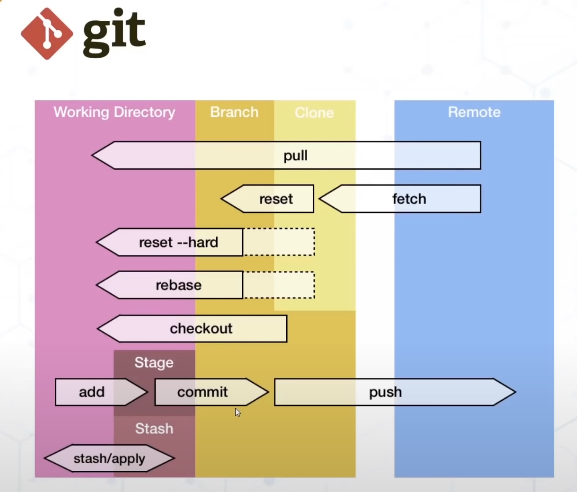 git
Working Directory Branch Clone Remote
pull
reset fetch
reset --hard
rebase
checkout
Stage
add commit push
Stash
stash/apply